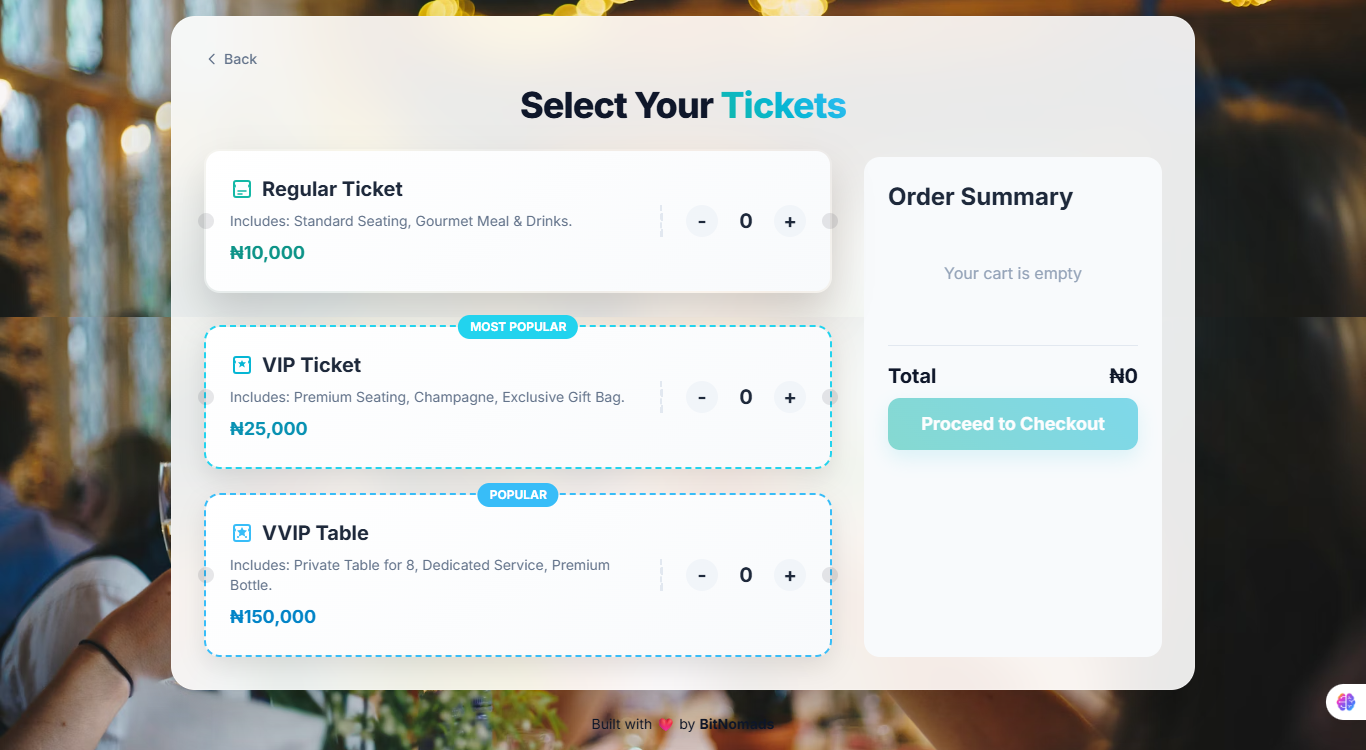 Back
Select Your Tickets
Regular Ticket
Includes: Standard Seating, Gourmet Meal & Drinks.
₦10,000
- 0 +
MOST POPULAR
VIP Ticket
Includes: Premium Seating, Champagne, Exclusive Gift Bag.
₦25,000
- 0 +
POPULAR
VVIP Table
Includes: Private Table for 8, Dedicated Service, Premium
Bottle.
₦150,000
- 0 +
Order Summary
Your cart is empty
Total ₦0
Proceed to Checkout
Built with 💖 by BitNomads